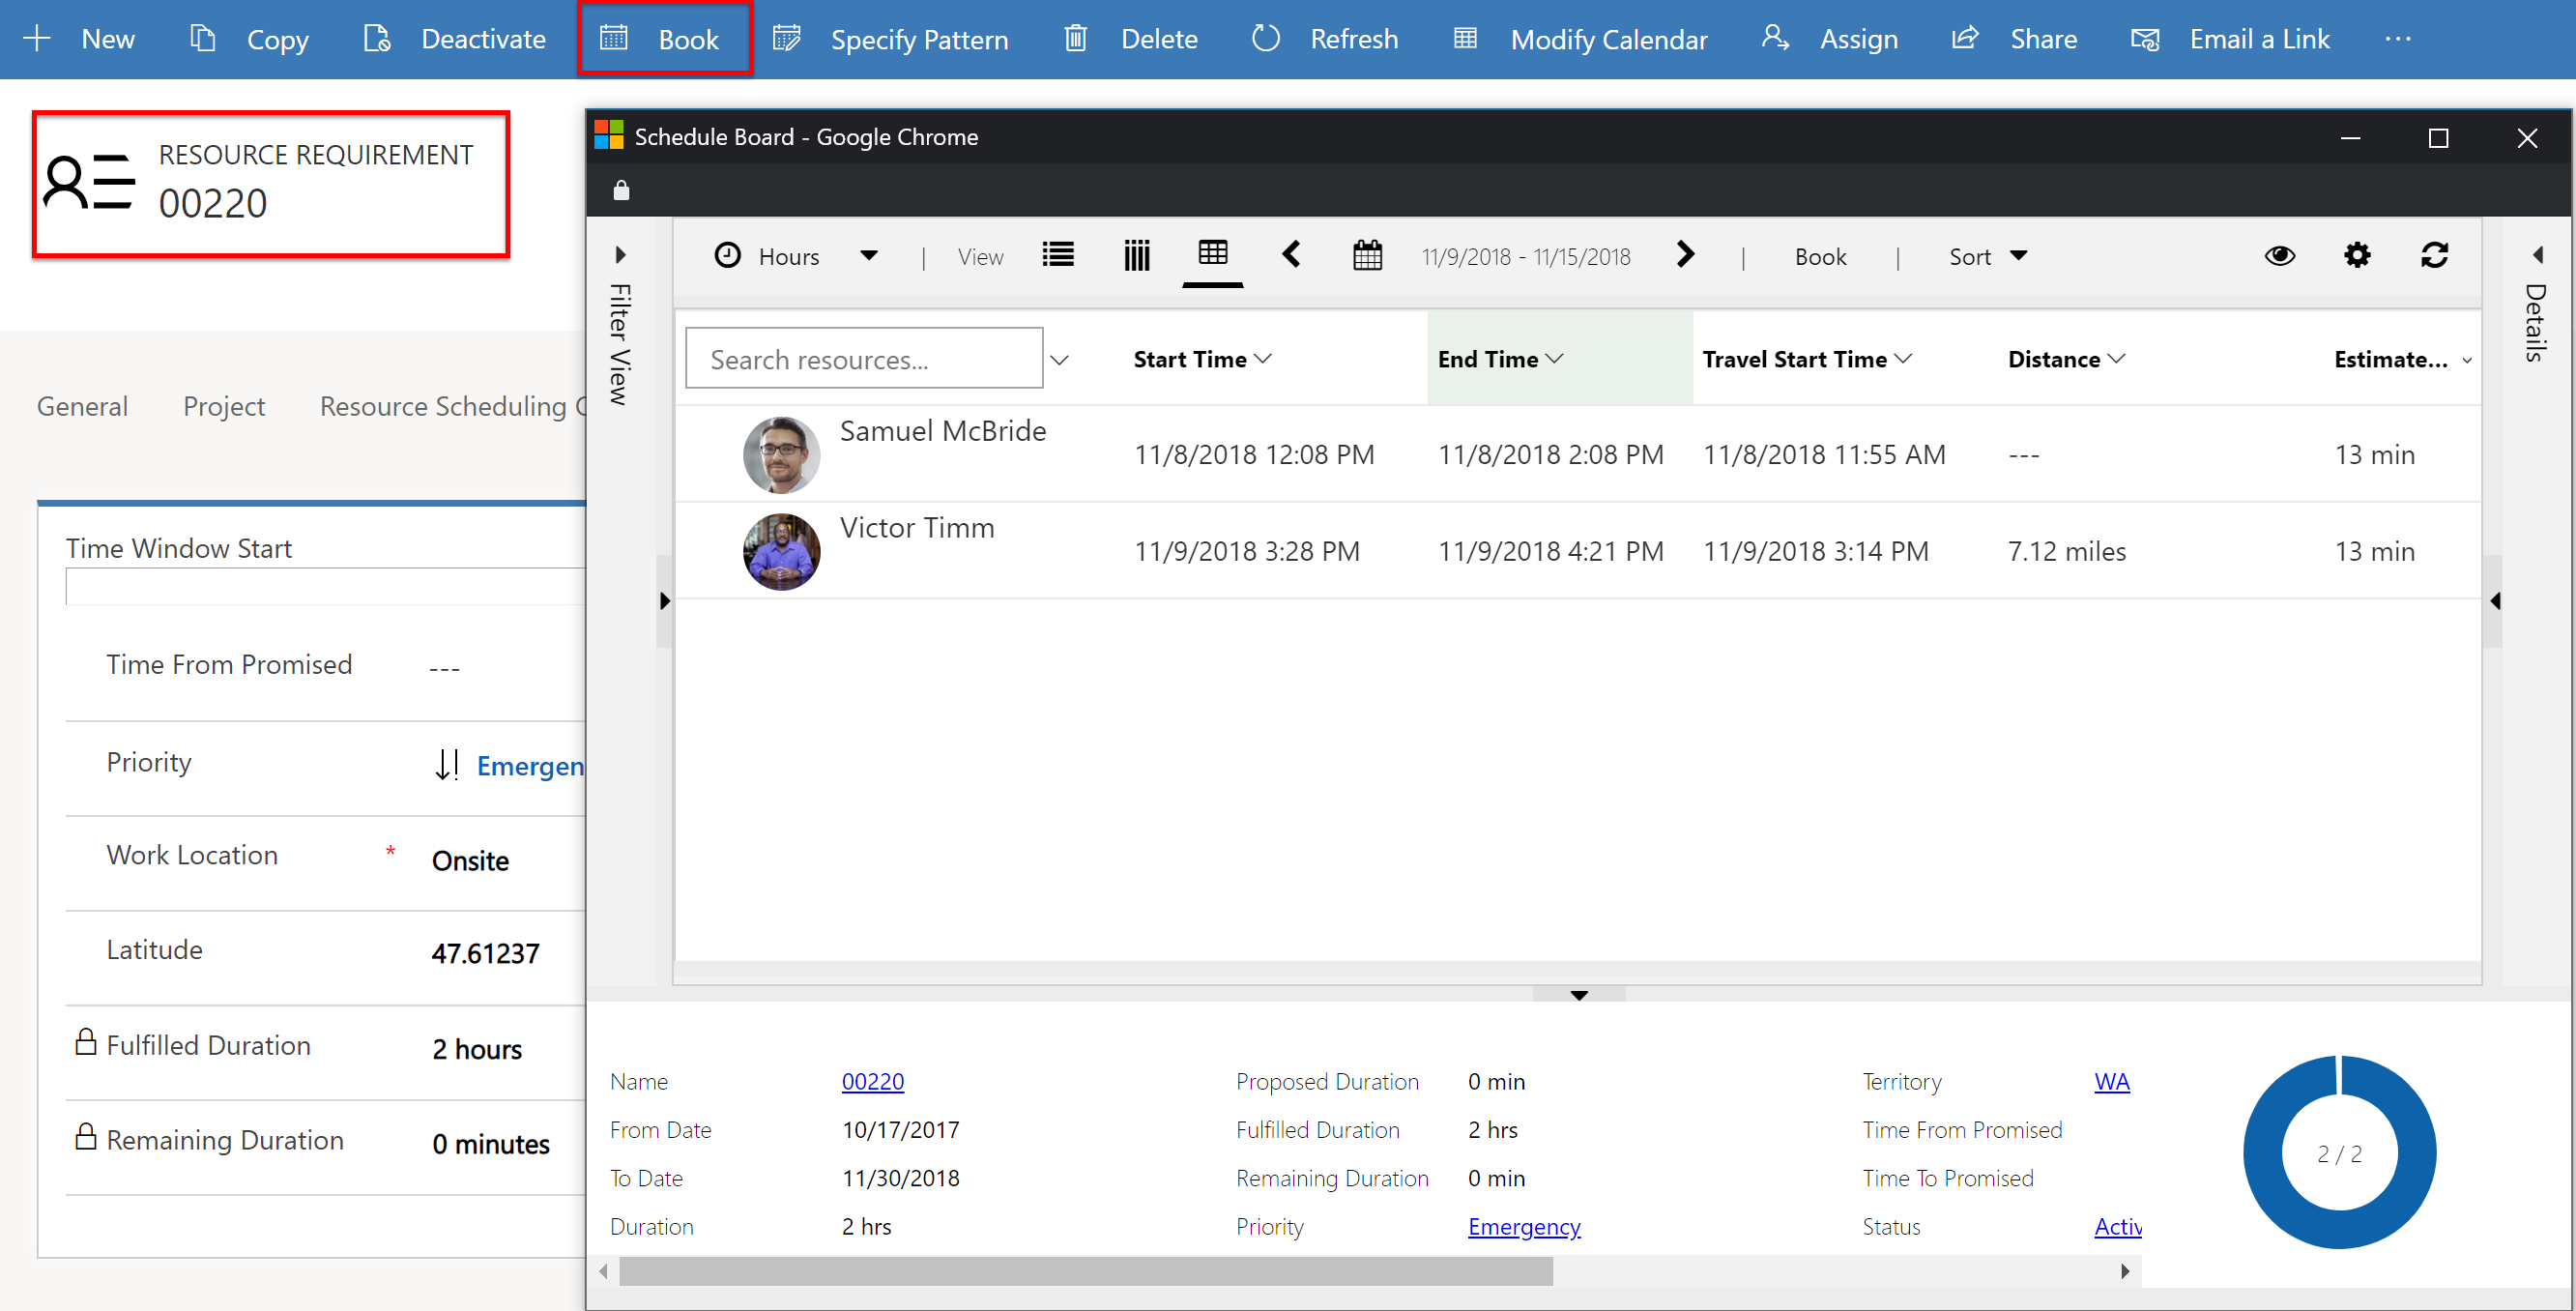 New Copy Deactivate Book Specify Pattern Delete Refresh Modify Calendar Assign Share Email a Link ...
RESOURCE REQUIREMENT
00220
General Project Resource Scheduling
Time Window Start
Time From Promised ---
Priority Emergen
Work Location * Onsite
Latitude 47.61237
Fulfilled Duration 2 hours
Remaining Duration 0 minutes
Schedule Board - Google Chrome
Filter View
Hours | View 11/9/2018 - 11/15/2018 | Book | Sort
Details
Search resources... Start Time End Time Travel Start Time Distance Estimate...
Samuel McBride 11/8/2018 12:08 PM 11/8/2018 2:08 PM 11/8/2018 11:55 AM --- 13 min
Victor Timm 11/9/2018 3:28 PM 11/9/2018 4:21 PM 11/9/2018 3:14 PM 7.12 miles 13 min
Name 00220 Proposed Duration 0 min Territory WA
From Date 10/17/2017 Fulfilled Duration 2 hrs Time From Promised
To Date 11/30/2018 Remaining Duration 0 min Time To Promised
Duration 2 hrs Priority Emergency Status Activ
2 / 2